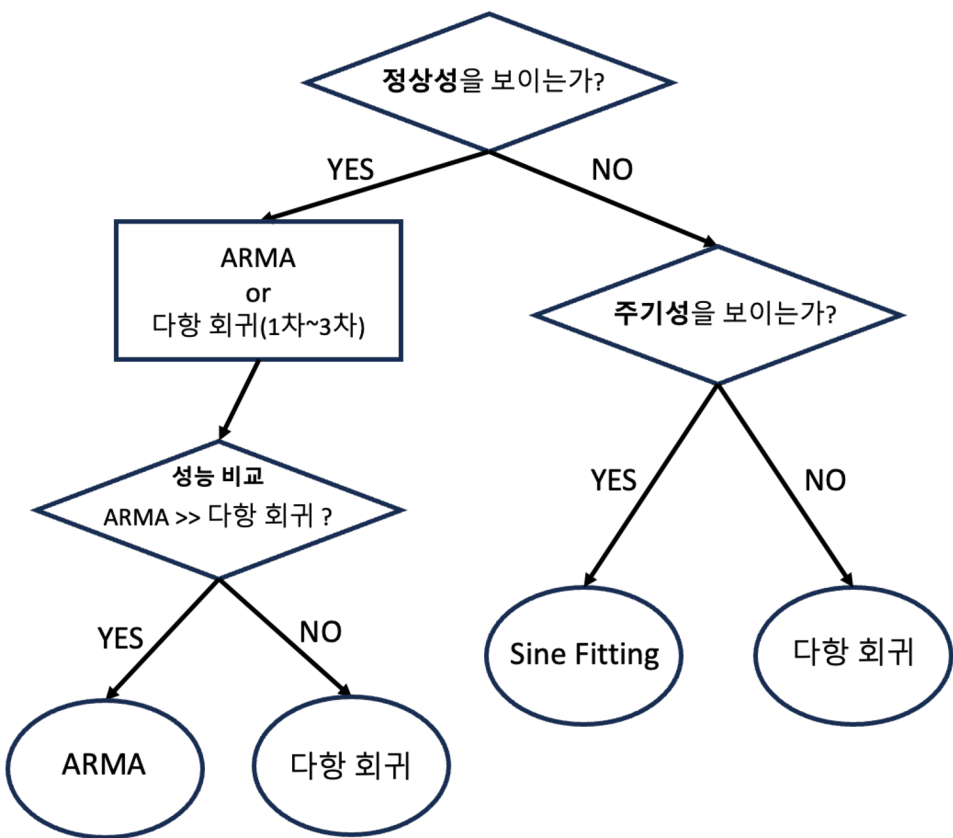 정상성을 보이는가?
YES
NO
ARMA
or
다항 회귀(1차~3차)
주기성을 보이는가?
성능 비교
ARMA >> 다항 회귀 ?
YES
NO
YES
NO
Sine Fitting
다항 회귀
ARMA
다항 회귀